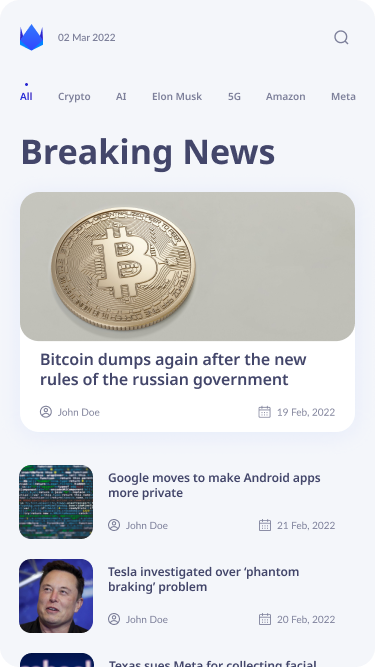 02 Mar 2022
All Crypto AI Elon Musk 5G Amazon Meta
Breaking News
Bitcoin dumps again after the new
rules of the russian government
John Doe 19 Feb, 2022
Google moves to make Android apps
more private
John Doe 21 Feb, 2022
Tesla investigated over ‘phantom
braking’ problem
John Doe 20 Feb, 2022
Texas sues Meta for collecting facial